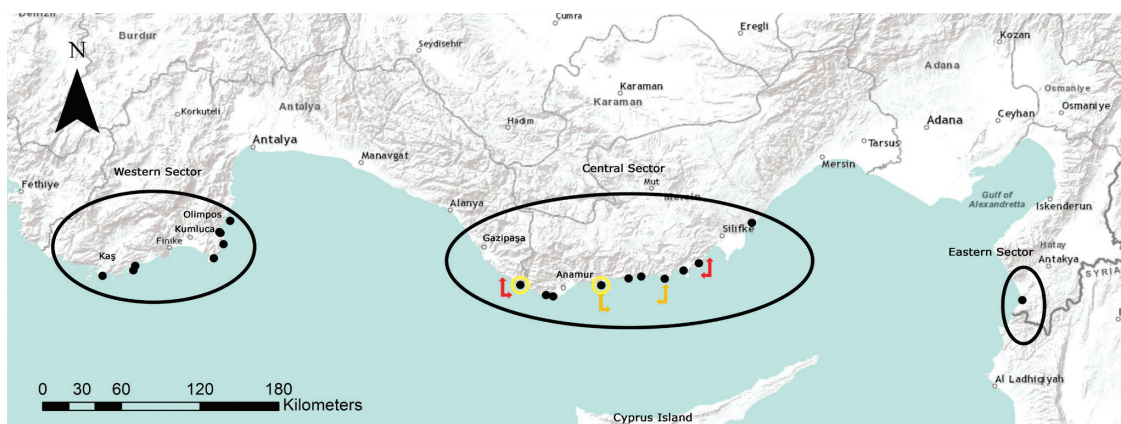 Denizli
Burdur
Çumra
Eregli
Kozan
Seydisehir
N
Karaman
Adana
Osmaniye
Korkuteli
Antalya
Karaman
Hadim
Ceyhan
Osmaniye
Adana
Tarsus
Antalya
Manavgat
Central Sector
Mersin
Western Sector
Mut
Mersin
Fethiye
Gulf of
Alexandretta
Iskenderun
Alanya
Olimpos
Kumluca
Silifke
Finike
Gazipaşa
Hatay
Eastern Sector
Antakya
Kaş
SYRIA
Anamur
0 30 60 120 180
Kilometers
Al Ladhiqiyah
Cyprus Island